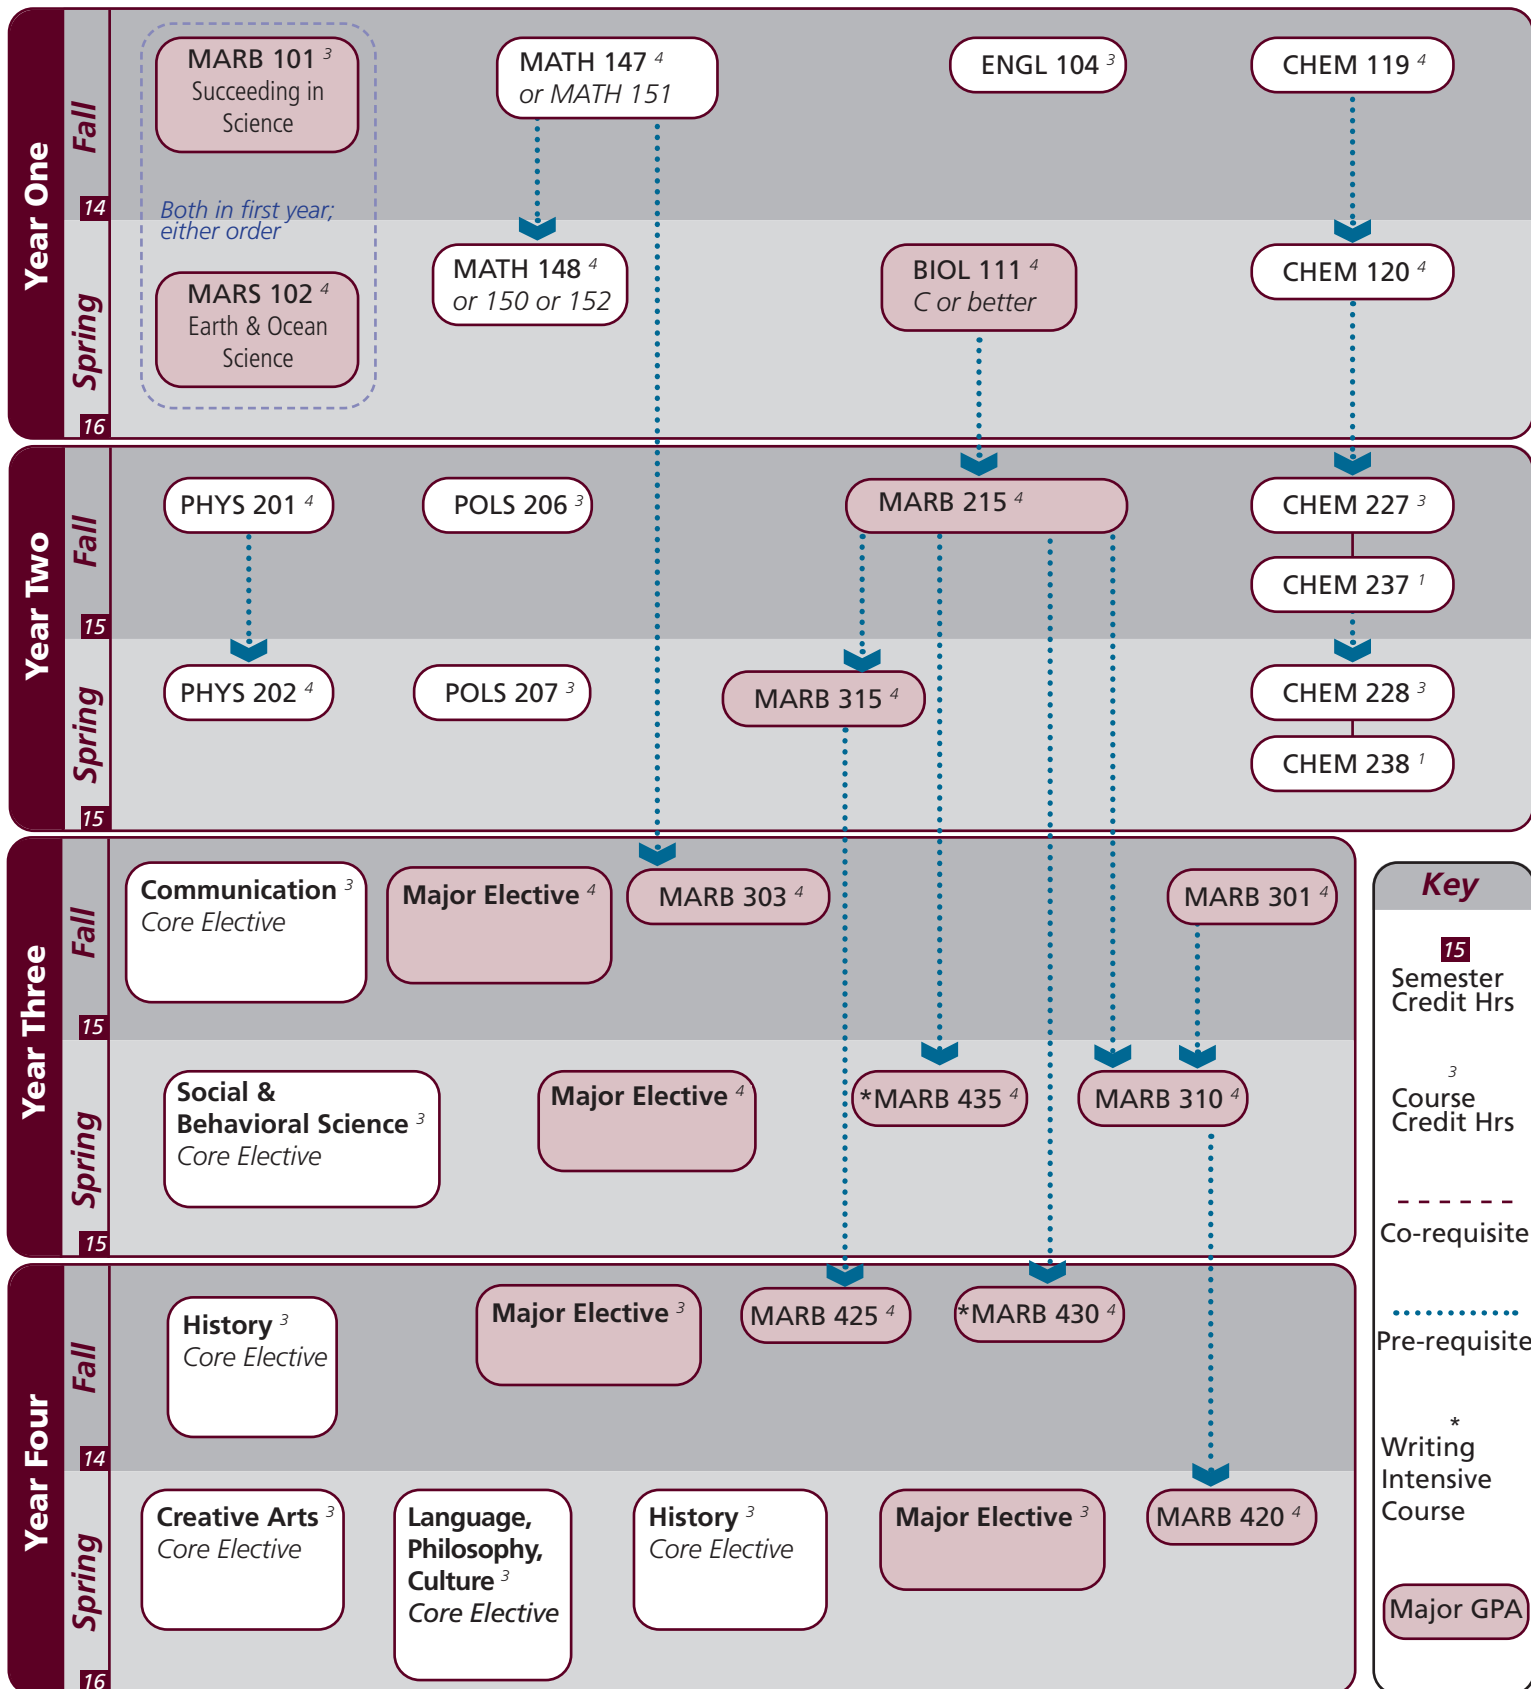 Year One
Fall
14
MARB 101 3
Succeeding in
Science
MATH 147 4
or MATH 151
ENGL 104 3
CHEM 119 4
Both in first year;
either order
Spring
16
MARS 102 4
Earth & Ocean
Science
MATH 148 4
or 150 or 152
BIOL 111 4
C or better
CHEM 120 4
Year Two
Fall
15
PHYS 201 4
POLS 206 3
MARB 215 4
CHEM 227 3
CHEM 237 1
Spring
15
PHYS 202 4
POLS 207 3
MARB 315 4
CHEM 228 3
CHEM 238 1
Year Three
Fall
15
Communication 3
Core Elective
Major Elective 4
MARB 303 4
MARB 301 4
Spring
15
Social &
Behavioral Science 3
Core Elective
Major Elective 4
*MARB 435 4
MARB 310 4
Year Four
Fall
14
History 3
Core Elective
Major Elective 3
MARB 425 4
*MARB 430 4
Spring
16
Creative Arts 3
Core Elective
Language,
Philosophy,
Culture 3
Core Elective
History 3
Core Elective
Major Elective 3
MARB 420 4
Key
15
Semester
Credit Hrs
3
Course
Credit Hrs
Co-requisite
Pre-requisite
*
Writing
Intensive
Course
Major GPA